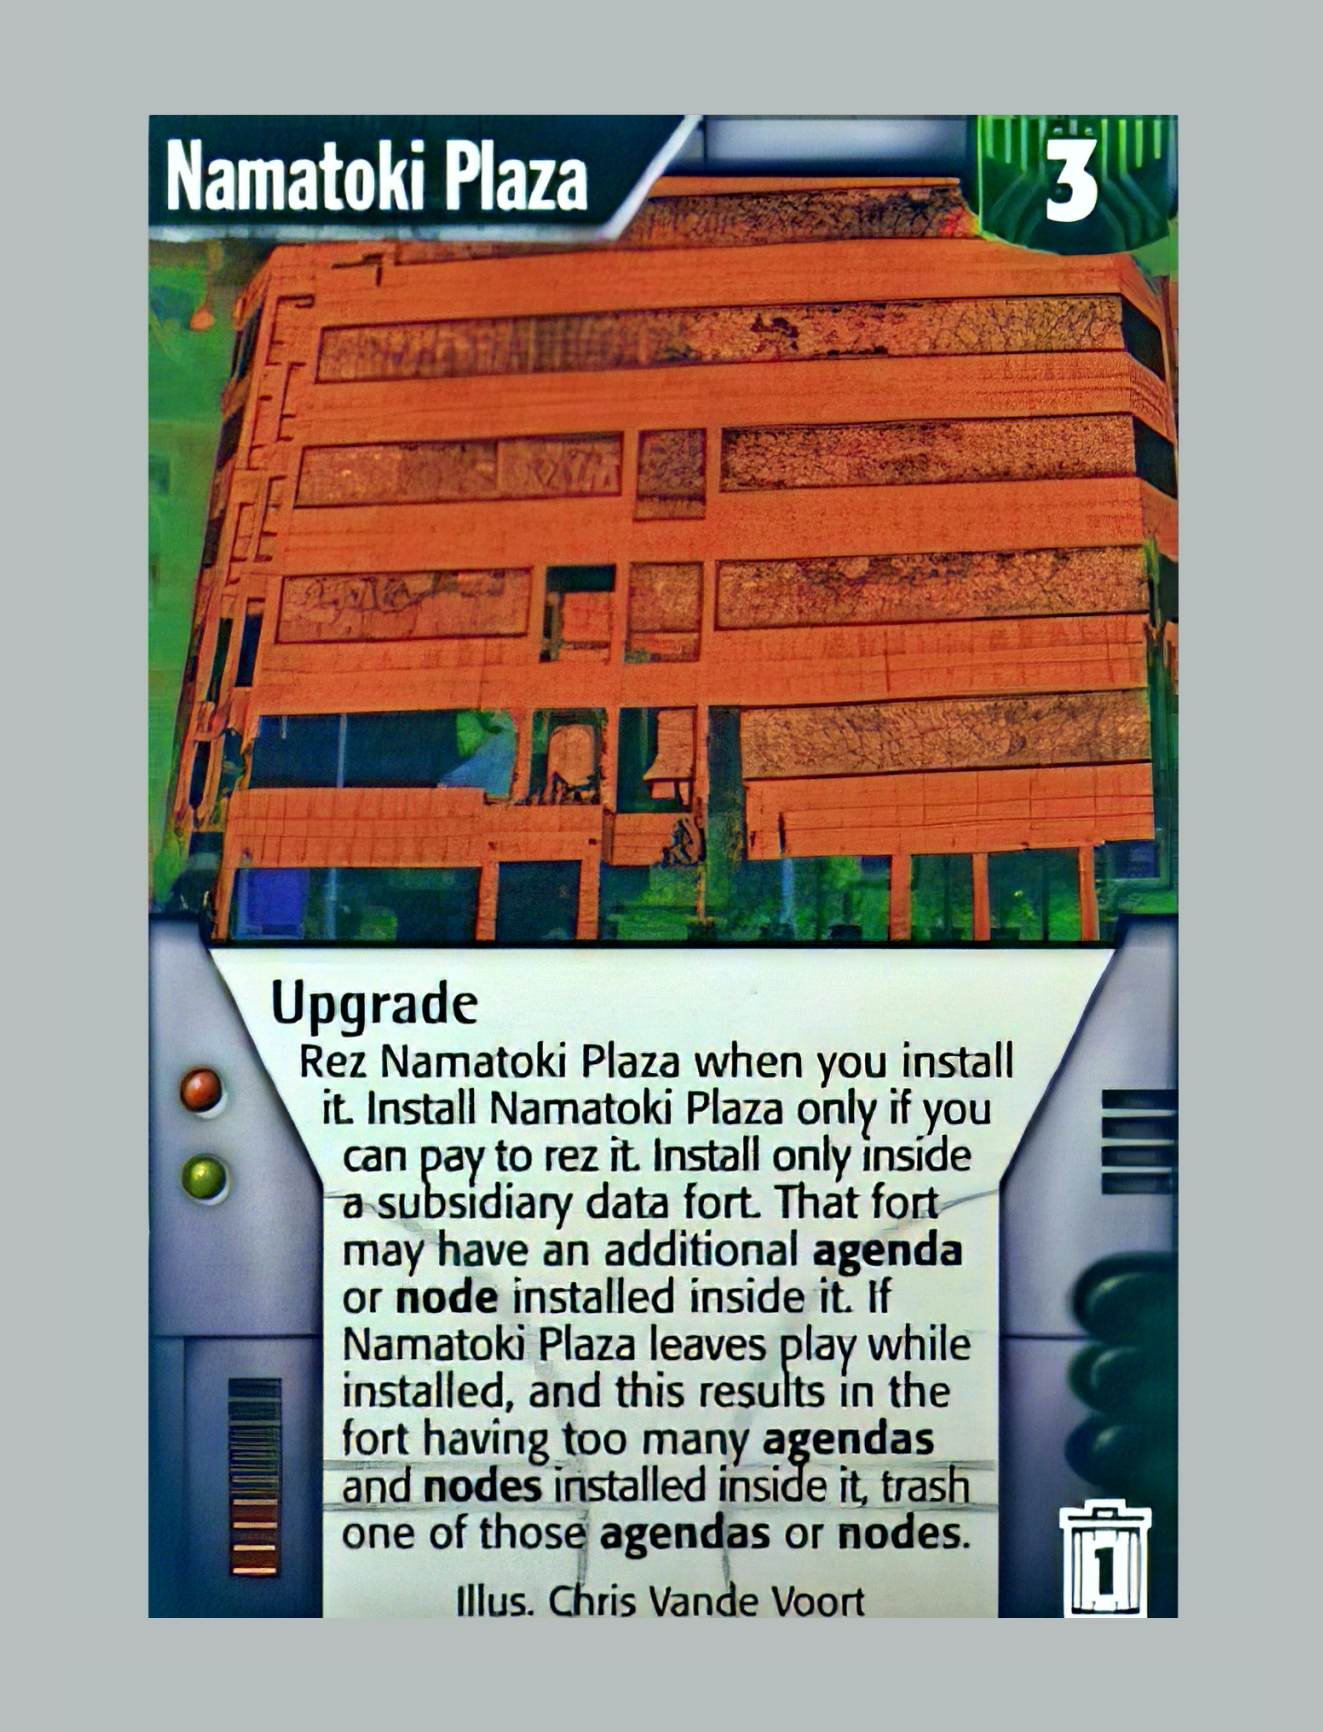 Namatoki Plaza
3
Upgrade
Rez Namatoki Plaza when you install
it. Install Namatoki Plaza only if you
can pay to rez it. Install only inside
a subsidiary data fort. That fort
may have an additional agenda
or node installed inside it. If
Namatoki Plaza leaves play while
installed, and this results in the
fort having too many agendas
and nodes installed inside it, trash
one of those agendas or nodes.
1
Illus. Chris Vande Voort